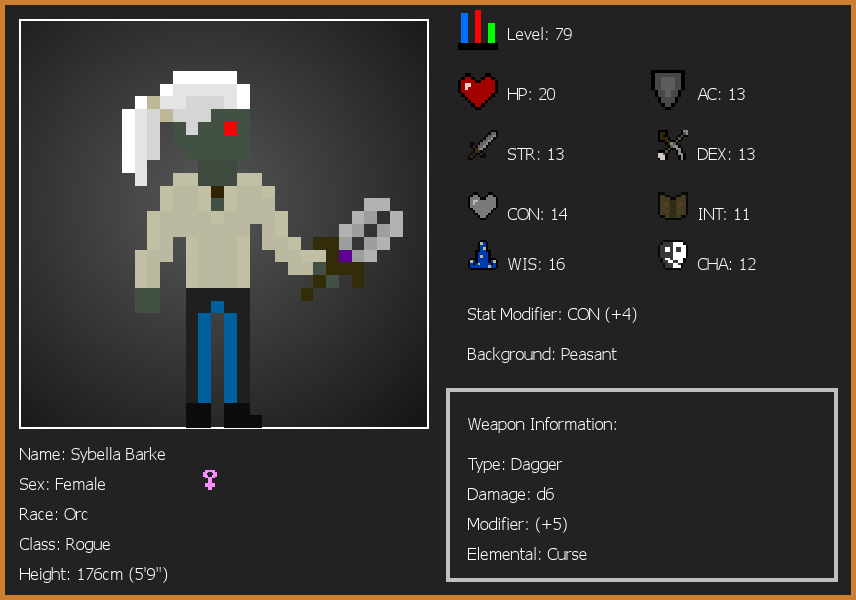 Level: 79
HP: 20
AC: 13
STR: 13
DEX: 13
CON: 14
INT: 11
WIS: 16
CHA: 12
Stat Modifier: CON (+4)
Background: Peasant
Weapon Information:
Type: Dagger
Damage: d6
Modifier: (+5)
Elemental: Curse
Name: Sybella Barke
Sex: Female
Race: Orc
Class: Rogue
Height: 176cm (5'9")